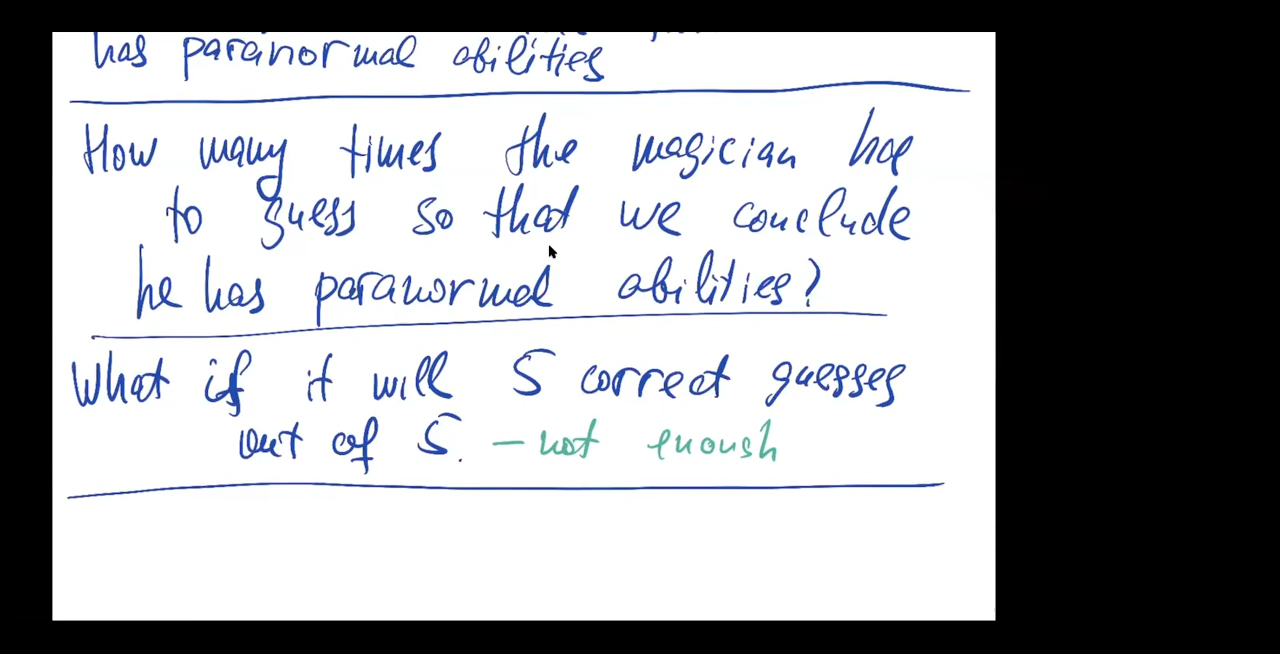 has paranormal abilities
How many times the magician has
to guess so that we conclude
he has paranormal abilities?
What if it will 5 correct guesses
out of 5. – not enough